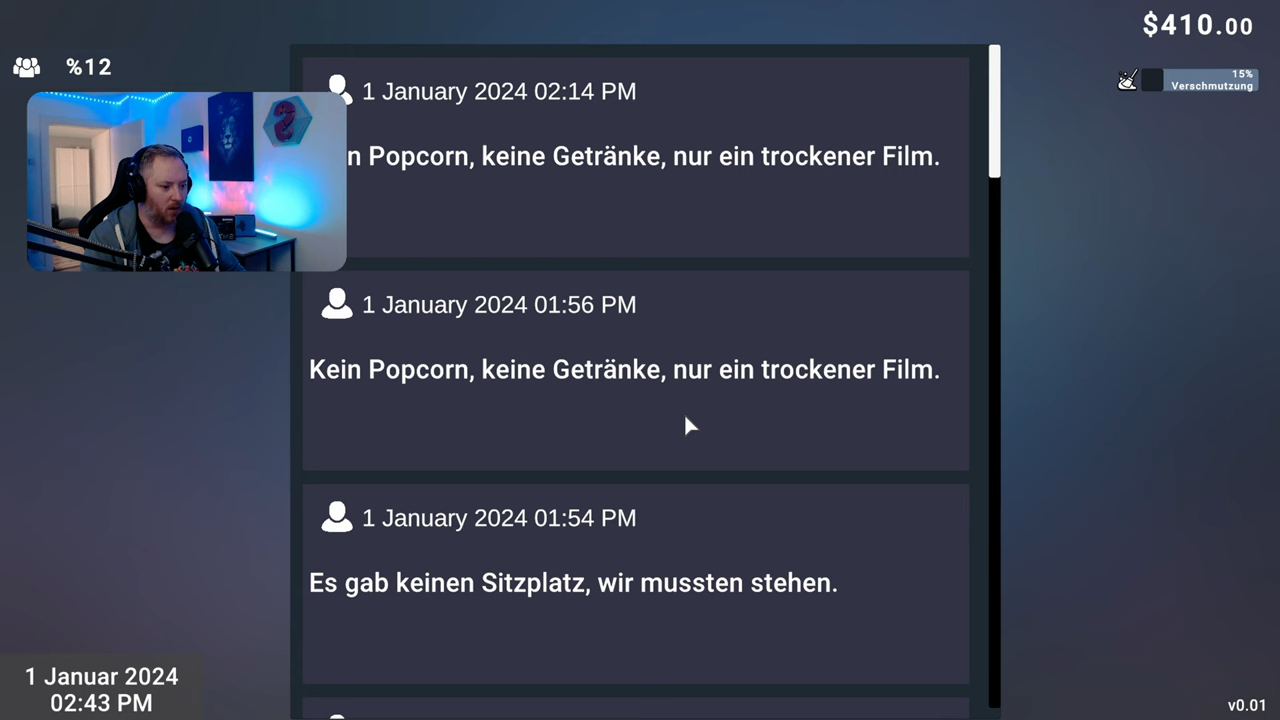 $410.00
%12
15%
Verschmutzung
1 January 2024 02:14 PM
Popcorn, keine Getränke, nur ein trockener Film.
1 January 2024 01:56 PM
Kein Popcorn, keine Getränke, nur ein trockener Film.
1 January 2024 01:54 PM
Es gab keinen Sitzplatz, wir mussten stehen.
1 Januar 2024
02:43 PM
v0.01